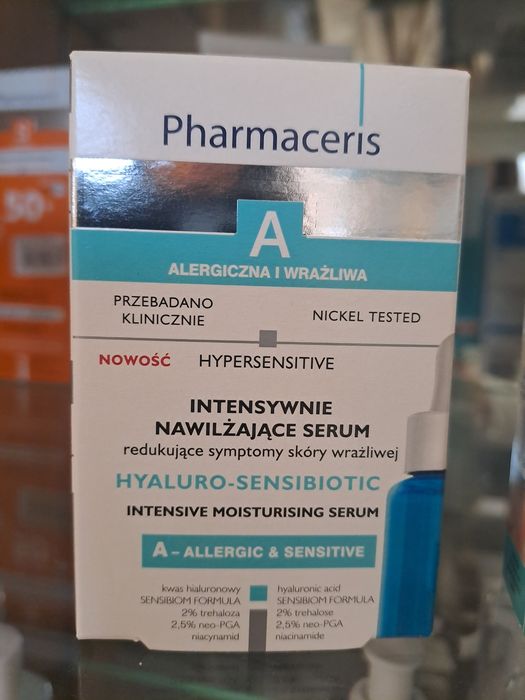 Pharmaceris
A
ALERGICZNA I WRAŻLIWA
PRZEBADANO
KLINICZNIE
NICKEL TESTED
NOWOŚĆ HYPERSENSITIVE
INTENSYWNIE
NAWILŻAJĄCE SERUM
redukujące symptomy skóry wrażliwej
HYALURO-SENSIBIOTIC
INTENSIVE MOISTURISING SERUM
A – ALLERGIC & SENSITIVE
kwas hialuronowy
SENSIBIOM FORMUŁA
2% trehaloza
2,5% neo-PGA
niacynamid
hyaluronic acid
SENSIBIOM FORMULA
2% trehalose
2,5% neo-PGA
niacinamide
50+